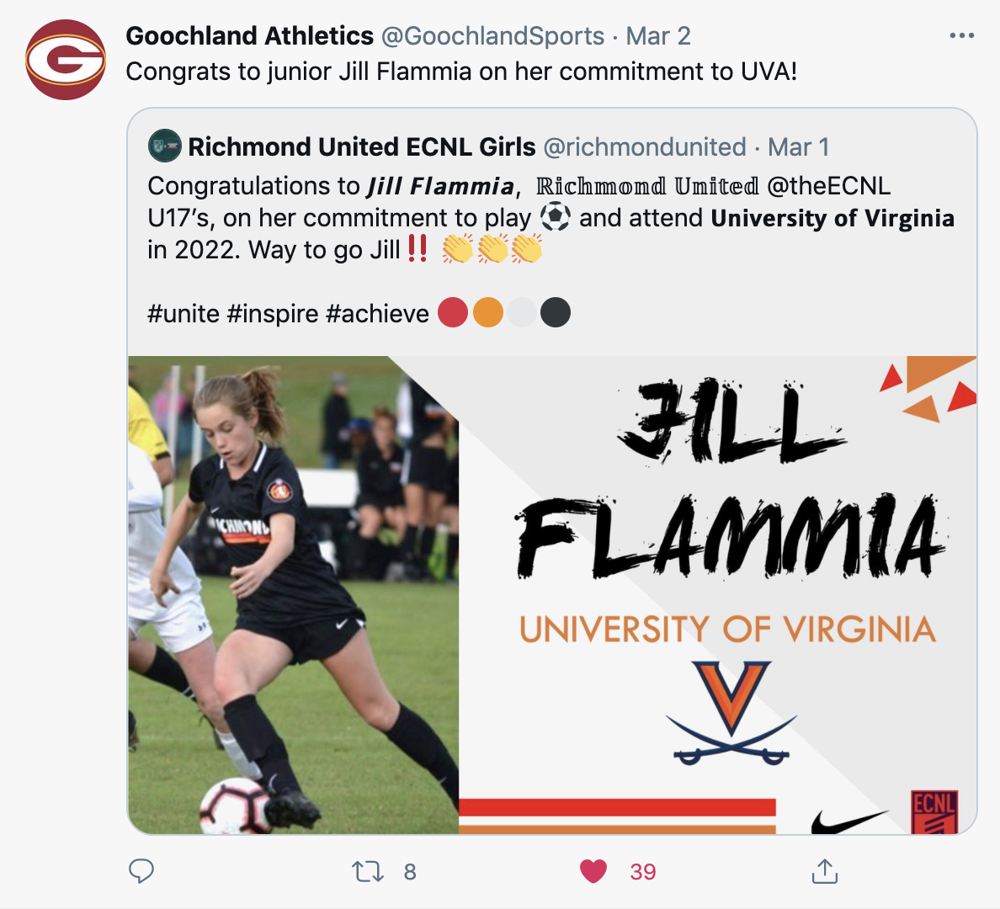 Goochland Athletics @GoochlandSports · Mar 2
Congrats to junior Jill Flammia on her commitment to UVA!
Richmond United ECNL Girls @richmondunited · Mar 1
Congratulations to 𝙅𝙞𝙡𝙡 𝙁𝙡𝙖𝙢𝙢𝙞𝙖, ℝ𝕚𝕔𝕙𝕞𝕠𝕟𝕕 𝕌𝕟𝕚𝕥𝕖𝕕 @theECNL
U17’s, on her commitment to play ⚽ and attend 𝗨𝗻𝗶𝘃𝗲𝗿𝘀𝗶𝘁𝘆 𝗼𝗳 𝗩𝗶𝗿𝗴𝗶𝗻𝗶𝗮
in 2022. Way to go Jill‼️ 👏👏👏
#unite #inspire #achieve 🔴🟠⚪⚫
JILL
FLAMMIA
UNIVERSITY OF VIRGINIA
ICHMOND
ECNL
8
39